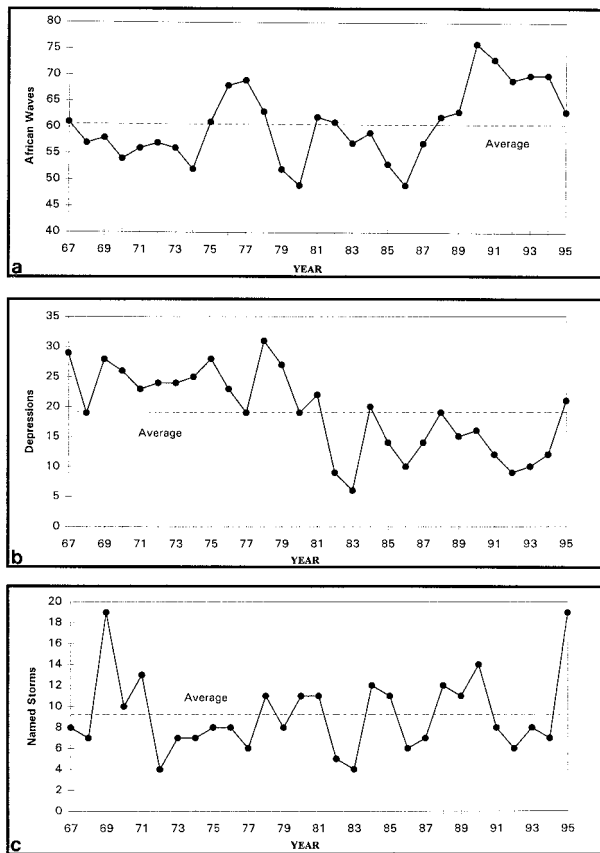 80
75
70
65
60
55
50
45
40
African Waves
Average
67 69 71 73 75 77 79 81 83 85 87 89 91 93 95
YEAR
a
35
30
25
20
15
10
5
0
Depressions
Average
67 69 71 73 75 77 79 81 83 85 87 89 91 93 95
YEAR
b
20
18
16
14
12
10
8
6
4
2
0
Named Storms
Average
67 69 71 73 75 77 79 81 83 85 87 89 91 93 95
YEAR
c